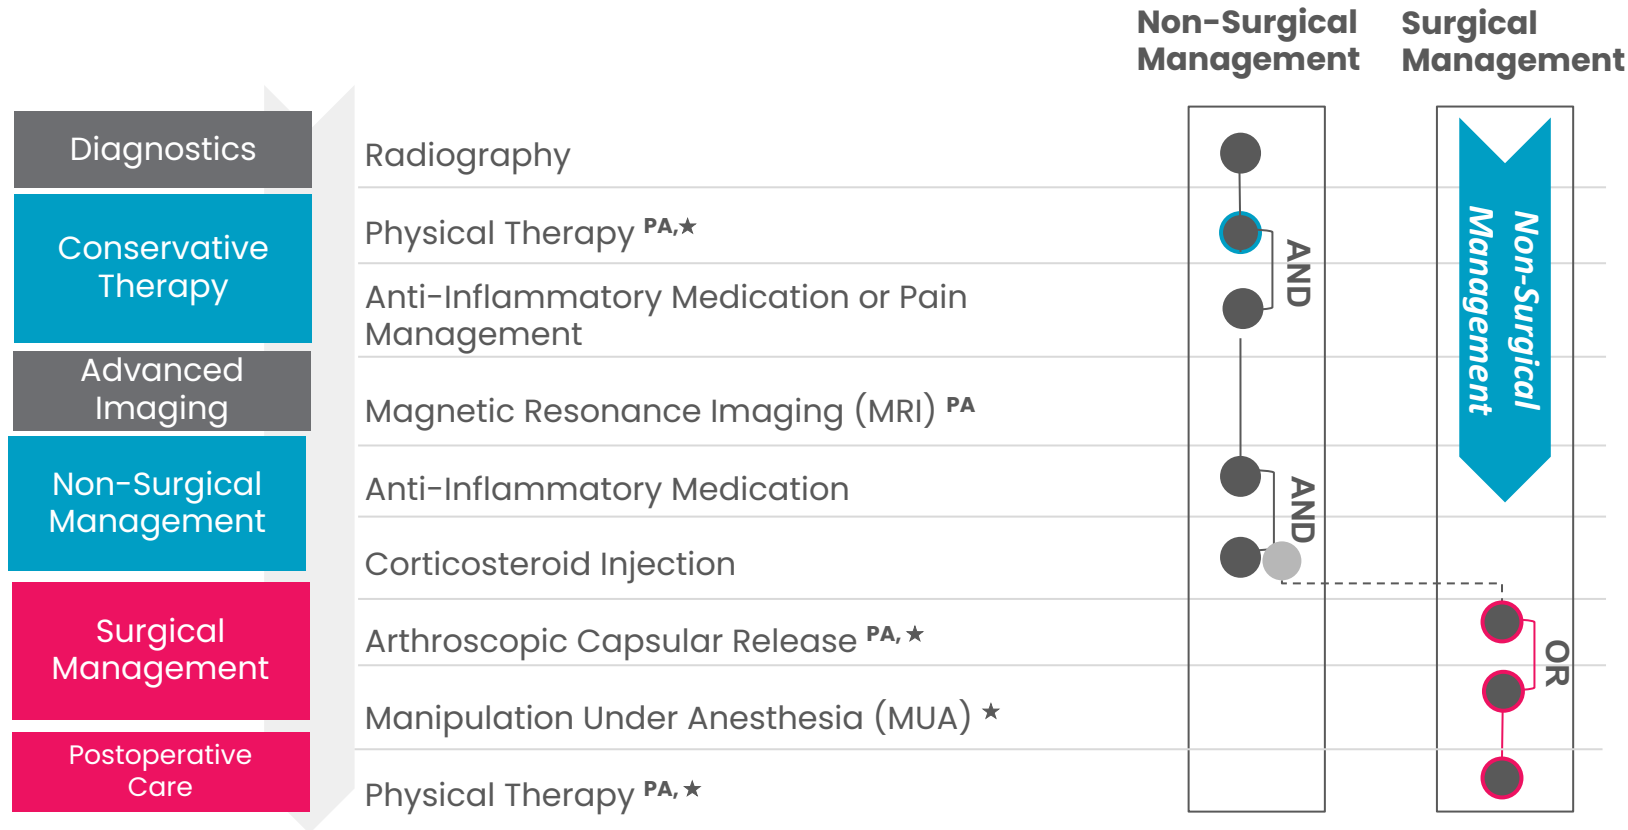 Non-Surgical
Management
Surgical
Management
Diagnostics
Radiography
Conservative
Therapy
Physical Therapy PA,★
Anti-Inflammatory Medication or Pain
Management
AND
Advanced
Imaging
Magnetic Resonance Imaging (MRI) PA
Non-Surgical
Management
Non-Surgical
Management
Anti-Inflammatory Medication
Corticosteroid Injection
AND
Surgical
Management
Arthroscopic Capsular Release PA, ★
Manipulation Under Anesthesia (MUA) ★
OR
Postoperative
Care
Physical Therapy PA, ★